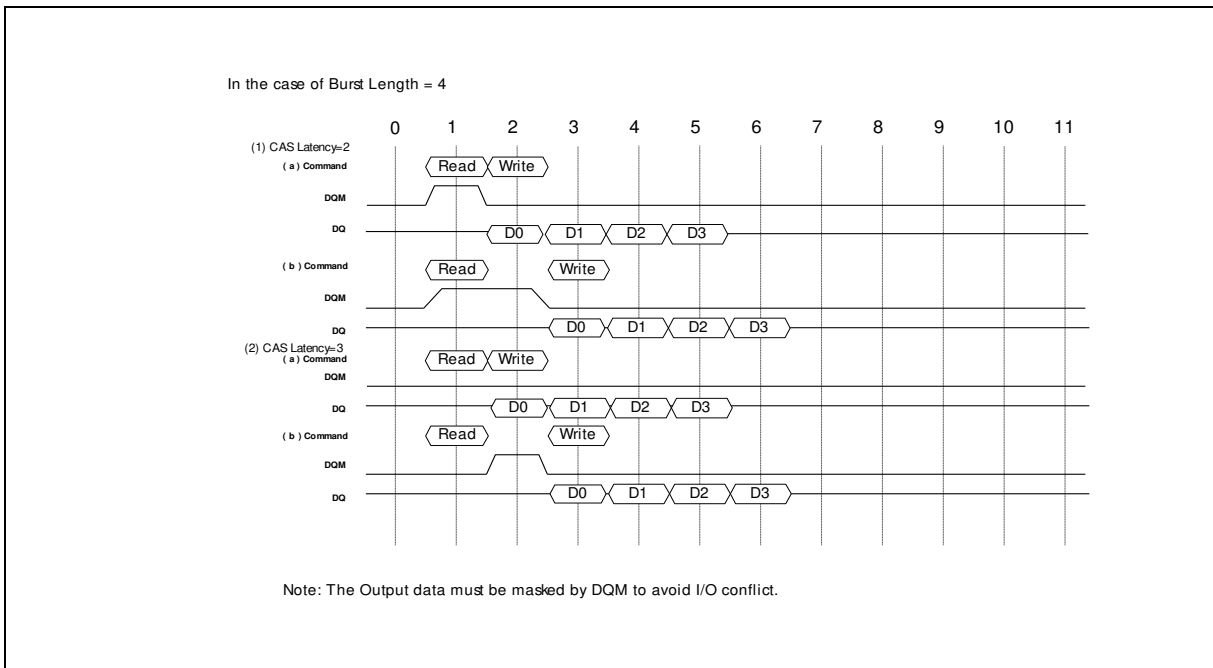 In the case of Burst Length = 4
0 1 2 3 4 5 6 7 8 9 10 11
(1) CAS Latency=2
( a ) Command Read Write
DQM
DQ D0 D1 D2 D3
( b ) Command Read Write
DQM
DQ D0 D1 D2 D3
(2) CAS Latency=3
( a ) Command Read Write
DQM
DQ D0 D1 D2 D3
( b ) Command Read Write
DQM
DQ D0 D1 D2 D3
Note: The Output data must be masked by DQM to avoid I/O conflict.